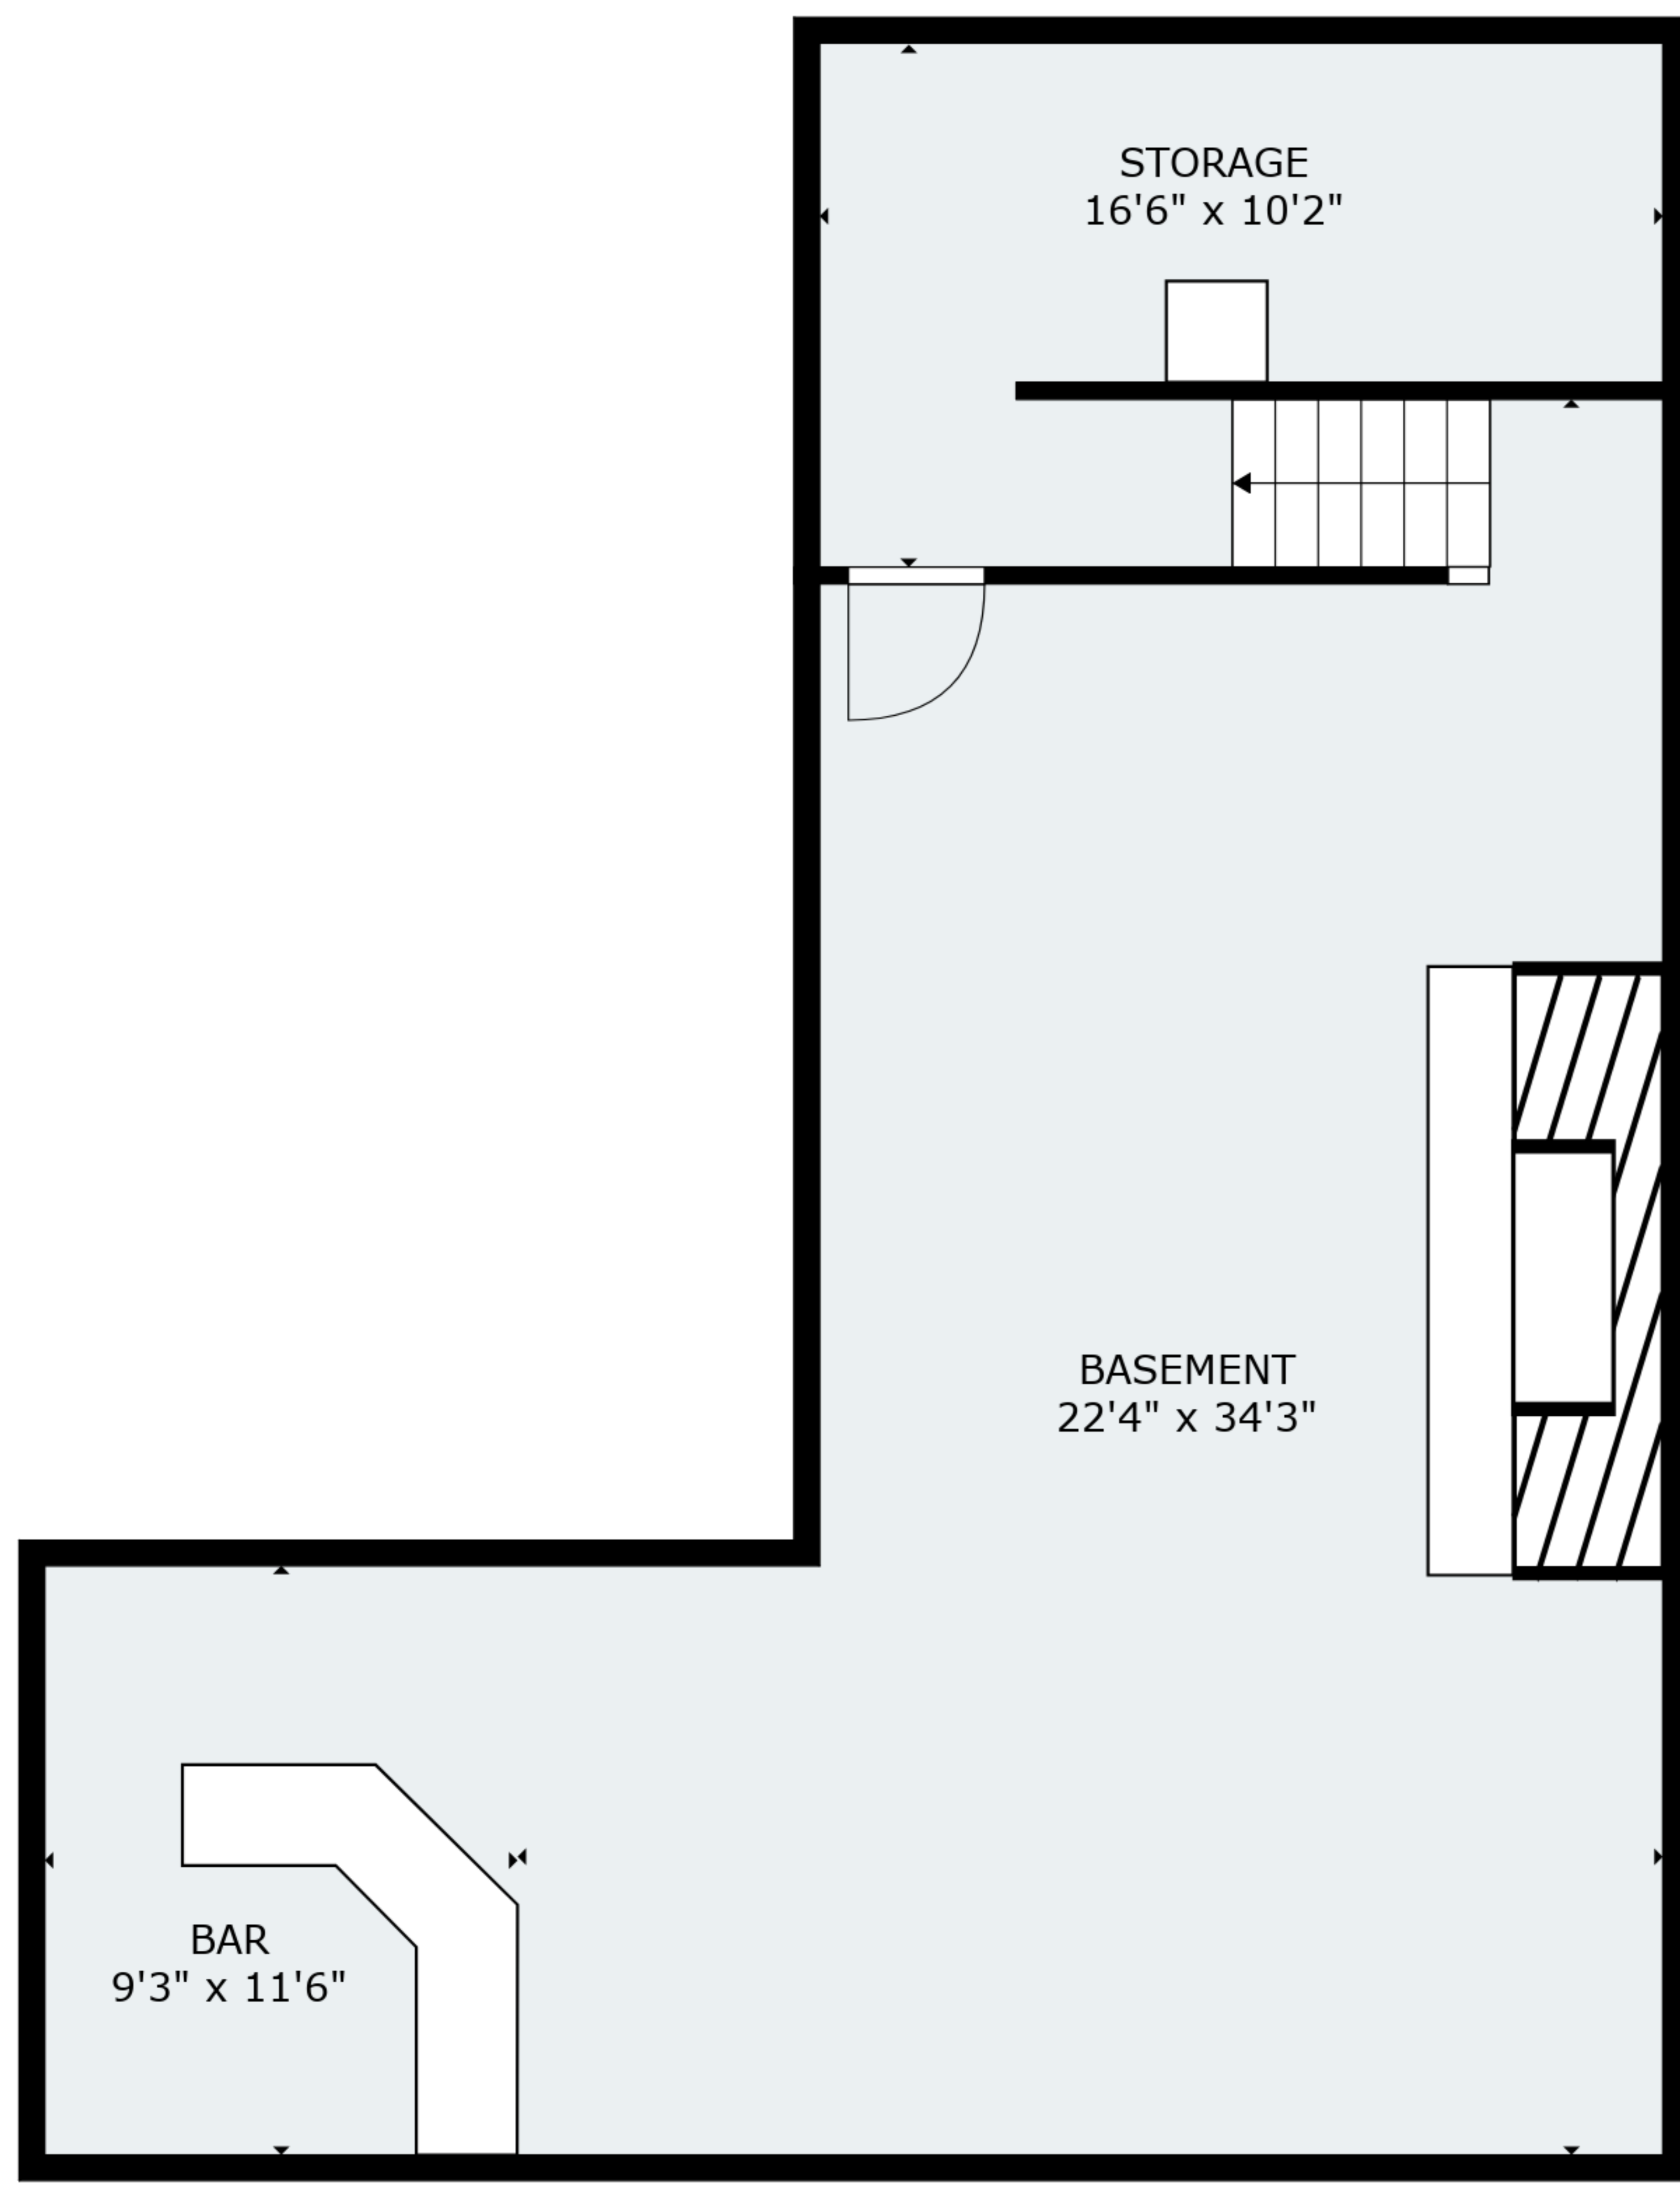 STORAGE
16'6" x 10'2"
BASEMENT
22'4" x 34'3"
BAR
9'3" x 11'6"